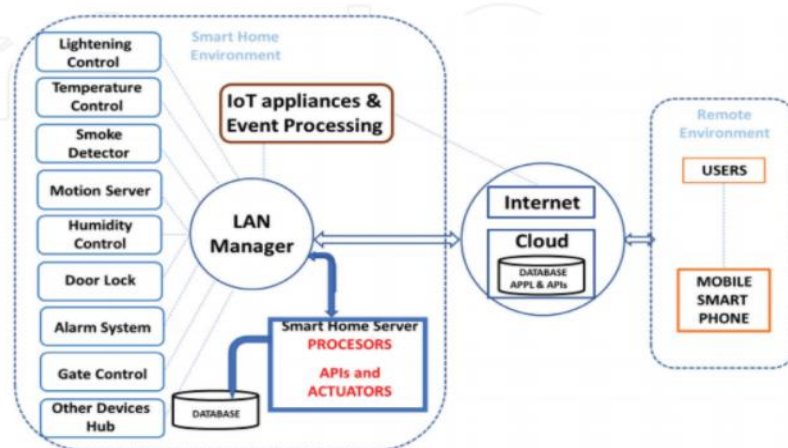 Smart Home
Environment
Lightening
Control
Temperature
Control
Smoke
Detector
Motion Server
Humidity
Control
Door Lock
Alarm System
Gate Control
Other Devices
Hub
IoT appliances &
Event Processing
LAN
Manager
Smart Home Server
PROCESORS
APIs and
ACTUATORS
DATABASE
Internet
Cloud
DATABASE
APPL & APIs
Remote
Environment
USERS
MOBILE
SMART
PHONE